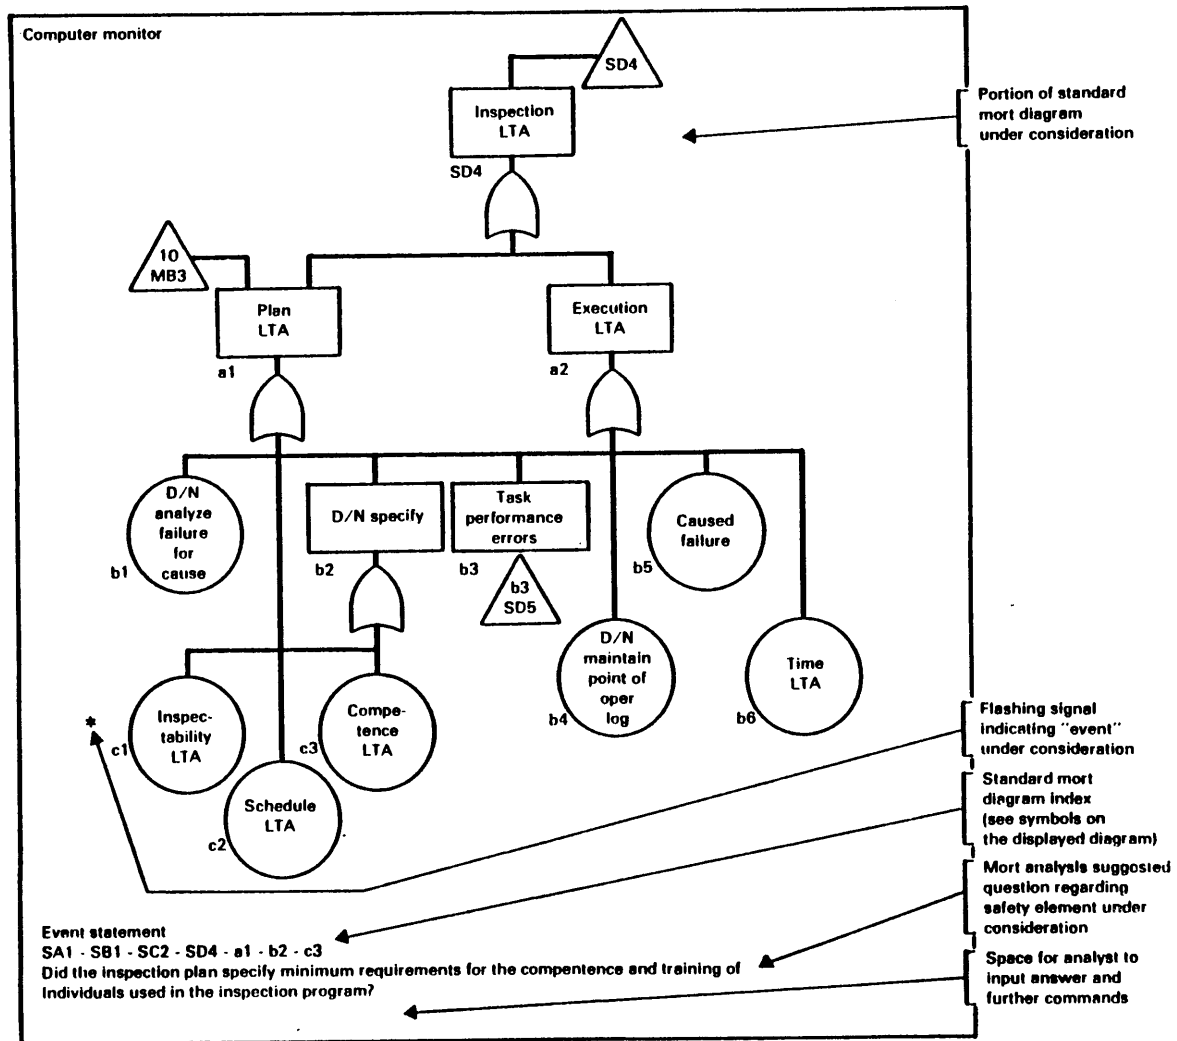 Computer monitor
SD4
Inspection
LTA
SD4
Portion of standard
mort diagram
under consideration
10
MB3
Plan
LTA
a1
Execution
LTA
a2
D/N
analyze
failure
for
cause
b1
D/N specify
b2
Task
performance
errors
b3
b3
SD5
Caused
failure
b5
D/N
maintain
point of
oper
log
b4
Time
LTA
b6
*
Inspec-
tability
LTA
c1
Schedule
LTA
c2
Compe-
tence
LTA
c3
Flashing signal
indicating "event"
under consideration
Standard mort
diagram index
(see symbols on
the displayed diagram)
Mort analysis suggosted
question regarding
safety element under
consideration
Space for analyst to
input answer and
further commands
Event statement
SA1 - SB1 - SC2 - SD4 - a1 - b2 - c3
Did the inspection plan specify minimum requirements for the compentence and training of
Individuals used in the inspection program?